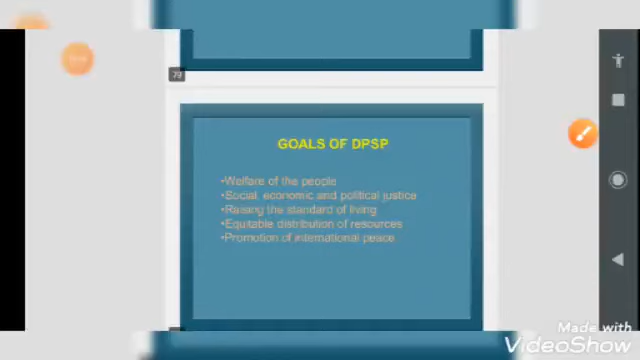 79
GOALS OF DPSP
•Welfare of the people
•Social, economic and political justice
•Raising the standard of living
•Equitable distribution of resources
•Promotion of international peace
Made with
VideoShow